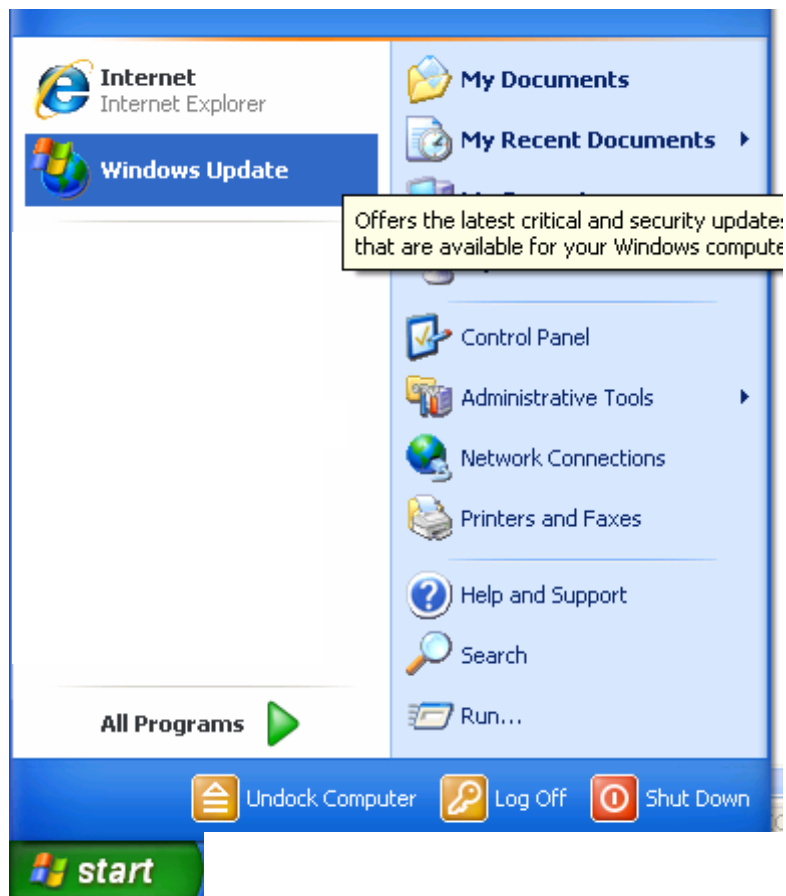 Internet
Internet Explorer
Windows Update
All Programs
My Documents
My Recent Documents
Offers the latest critical and security updates
that are available for your Windows compute
Control Panel
Administrative Tools
Network Connections
Printers and Faxes
Help and Support
Search
Run...
Undock Computer
Log Off
Shut Down
start